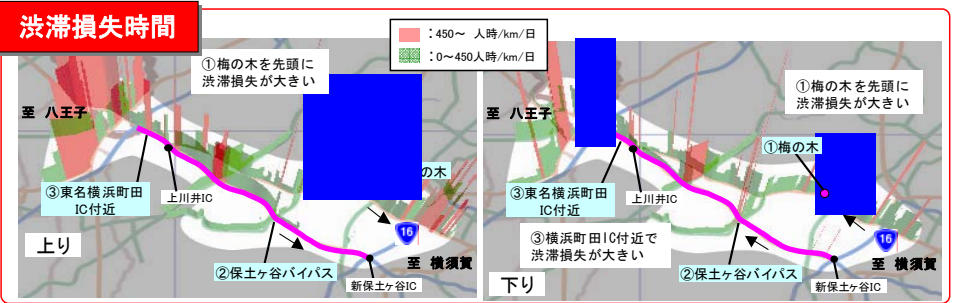 渋滞損失時間
:450~ 人時/km/日
:0~450人時/km/日
①梅の木を先頭に
渋滞損失が大きい
至 八王子
の木
③東名横浜町田
IC付近
上川井IC
16
上り
至 横須賀
②保土ヶ谷バイパス
新保土ヶ谷IC
①梅の木を先頭に
渋滞損失が大きい
至 八王子
①梅の木
③東名横浜町田
IC付近
上川井IC
③横浜町田IC付近で
渋滞損失が大きい
16
至 横須賀
下り
②保土ヶ谷バイパス
新保土ヶ谷IC